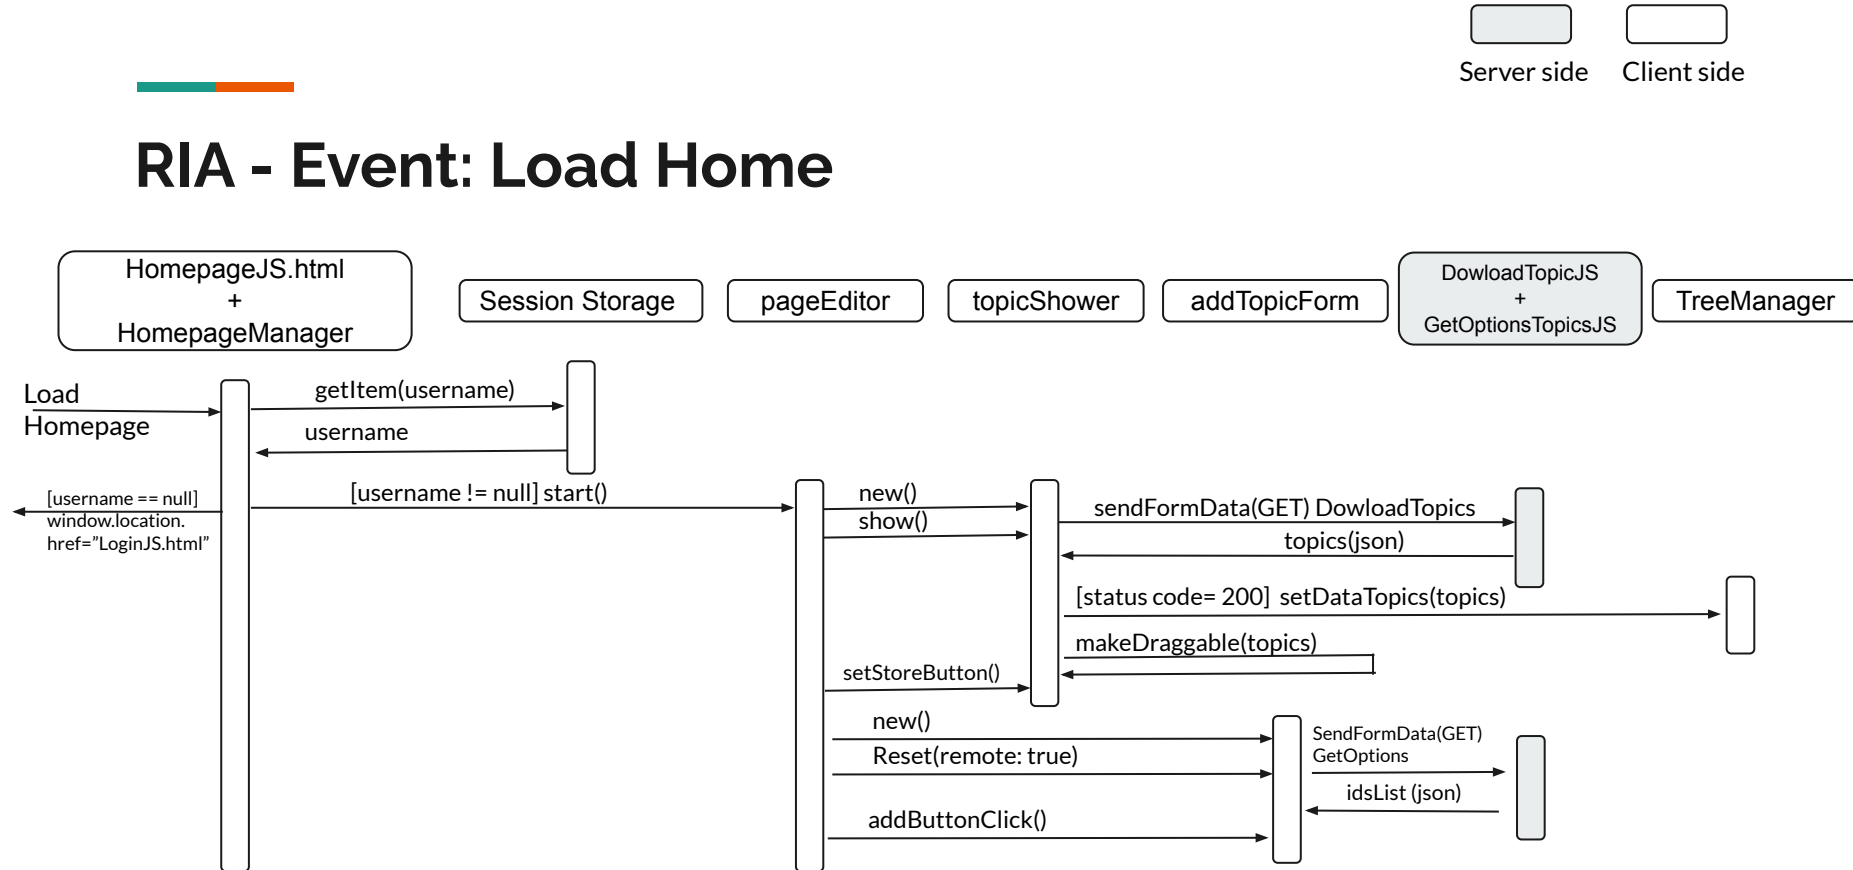 Server side
Client side
RIA - Event: Load Home
HomepageJS.html
+
HomepageManager
Session Storage
pageEditor
topicShower
addTopicForm
DowloadTopicJS
+
GetOptionsTopicsJS
TreeManager
Load
Homepage
getItem(username)
username
[username == null]
window.location.
href=”LoginJS.html”
[username != null] start()
new()
show()
sendFormData(GET) DowloadTopics
topics(json)
[status code= 200] setDataTopics(topics)
makeDraggable(topics)
setStoreButton()
new()
Reset(remote: true)
SendFormData(GET)
GetOptions
idsList (json)
addButtonClick()